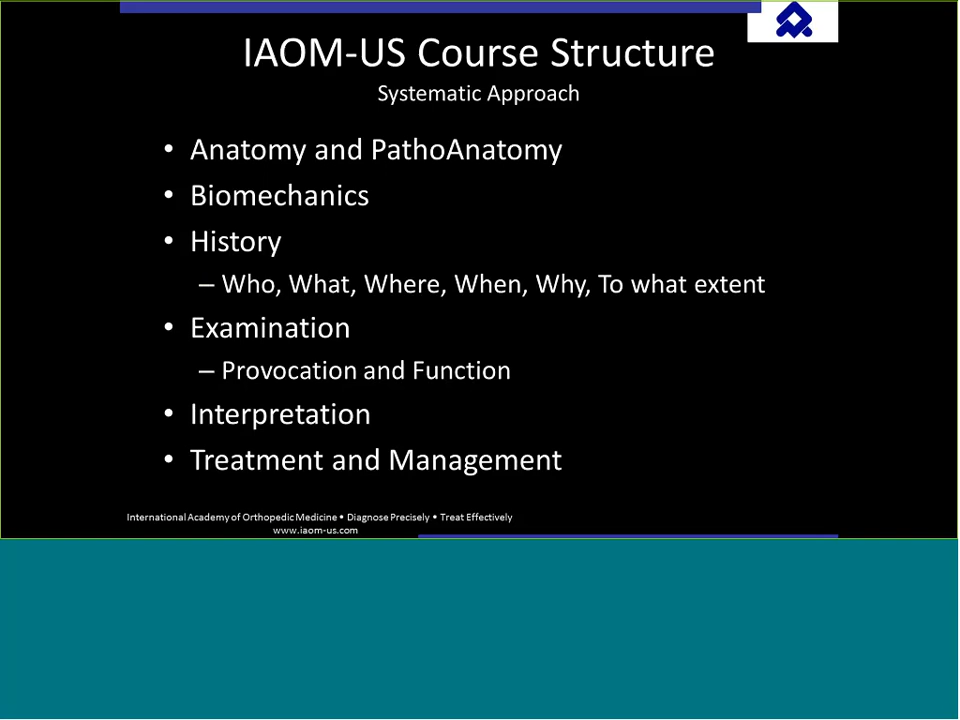 IAOM-US Course Structure
Systematic Approach
• Anatomy and PathoAnatomy
• Biomechanics
• History
– Who, What, Where, When, Why, To what extent
• Examination
– Provocation and Function
• Interpretation
• Treatment and Management
International Academy of Orthopedic Medicine • Diagnose Precisely • Treat Effectively
www.iaom-us.com